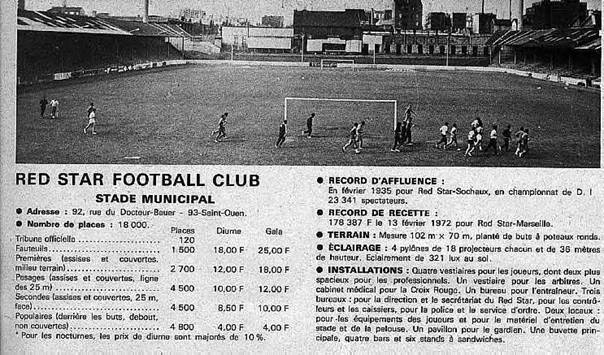 RED STAR FOOTBALL CLUB
STADE MUNICIPAL
● Adresse : 92, rue du Docteur-Bauer - 93-Saint-Ouen.
● Nombre de places : 18 000.
Places Diurne Gala
Tribune officielle 120
Fauteuils 1 500 18,00 F 25,00 F
Premières (assises et couvertes,
milieu terrain) 2 700 12,00 F 18,00 F
Pesages (assises et couvertes, ligne
des 25 m) 4 500 10,00 F 12,00 F
Secondes (assises et couvertes, 25 m,
face) 4 500 8,50 F 10,00 F
Populaires (derrière les buts, debout,
non couvertes) 4 800 4,00 F 4,00 F
* Pour les nocturnes, les prix de diurne sont majorés de 10 %.
● RECORD D'AFFLUENCE :
En février 1935 pour Red Star-Sochaux, en championnat de D. I
23 341 spectateurs.
● RECORD DE RECETTE :
178 387 F le 13 février 1972 pour Red Star-Marseille.
● TERRAIN : Mesure 102 m × 70 m, planté de buts à poteaux ronds.
● ÉCLAIRAGE : 4 pylônes de 18 projecteurs chacun et de 36 mètres
de hauteur. Eclairement de 321 lux au sol.
● INSTALLATIONS : Quatre vestiaires pour les joueurs, dont deux plus
spacieux pour les professionnels. Un vestiaire pour les arbitres. Un
cabinet médical pour la Croix Rouge. Un bureau pour l'entraîneur. Trois
bureaux : pour la direction et le secrétariat du Red Star, pour les contrô-
leurs et les caissiers, pour la police et le service d'ordre. Deux locaux :
pour les équipements des joueurs et pour le matériel d'entretien du
stade et de la pelouse. Un pavillon pour le gardien. Une buvette prin-
cipale, quatre bars et six stands à sandwiches.